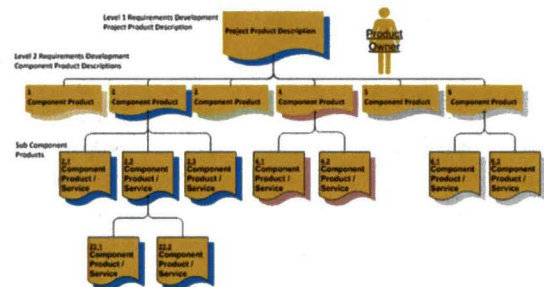 Level 1 Requirements Development
Project Product Description
Project Product Description
Product
Owner
Level 2 Requirements Development
Component Product Descriptions
1
Component Product
2
Component Product
3
Component Product
4
Component Product
5
Component Product
6
Component Product
Sub Component
Products
2.1
Component
Product /
Service
2.2
Component
Product /
Service
2.3
Component
Product /
Service
4.1
Component
Product /
Service
4.2
Component
Product /
Service
6.1
Component
Product /
Service
6.2
Component
Product /
Service
22.1
Component
Product /
Service
22.2
Component
Product /
Service